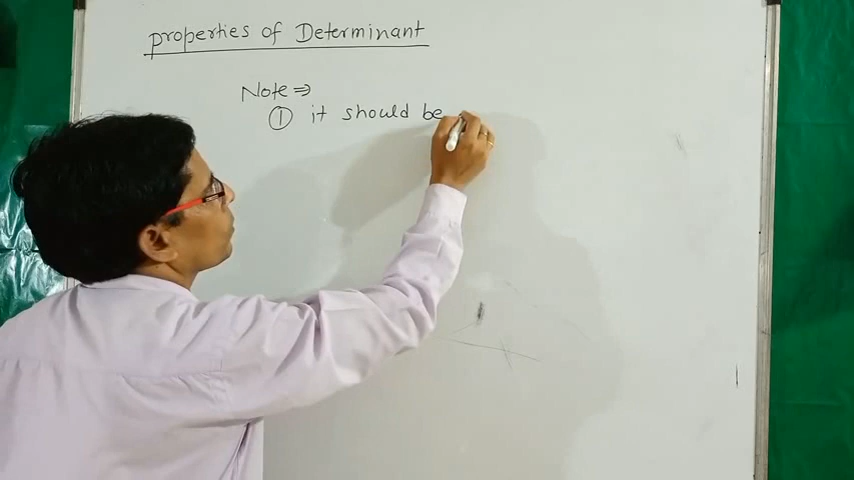 properties of Determinant
Note ⇒
① it should be